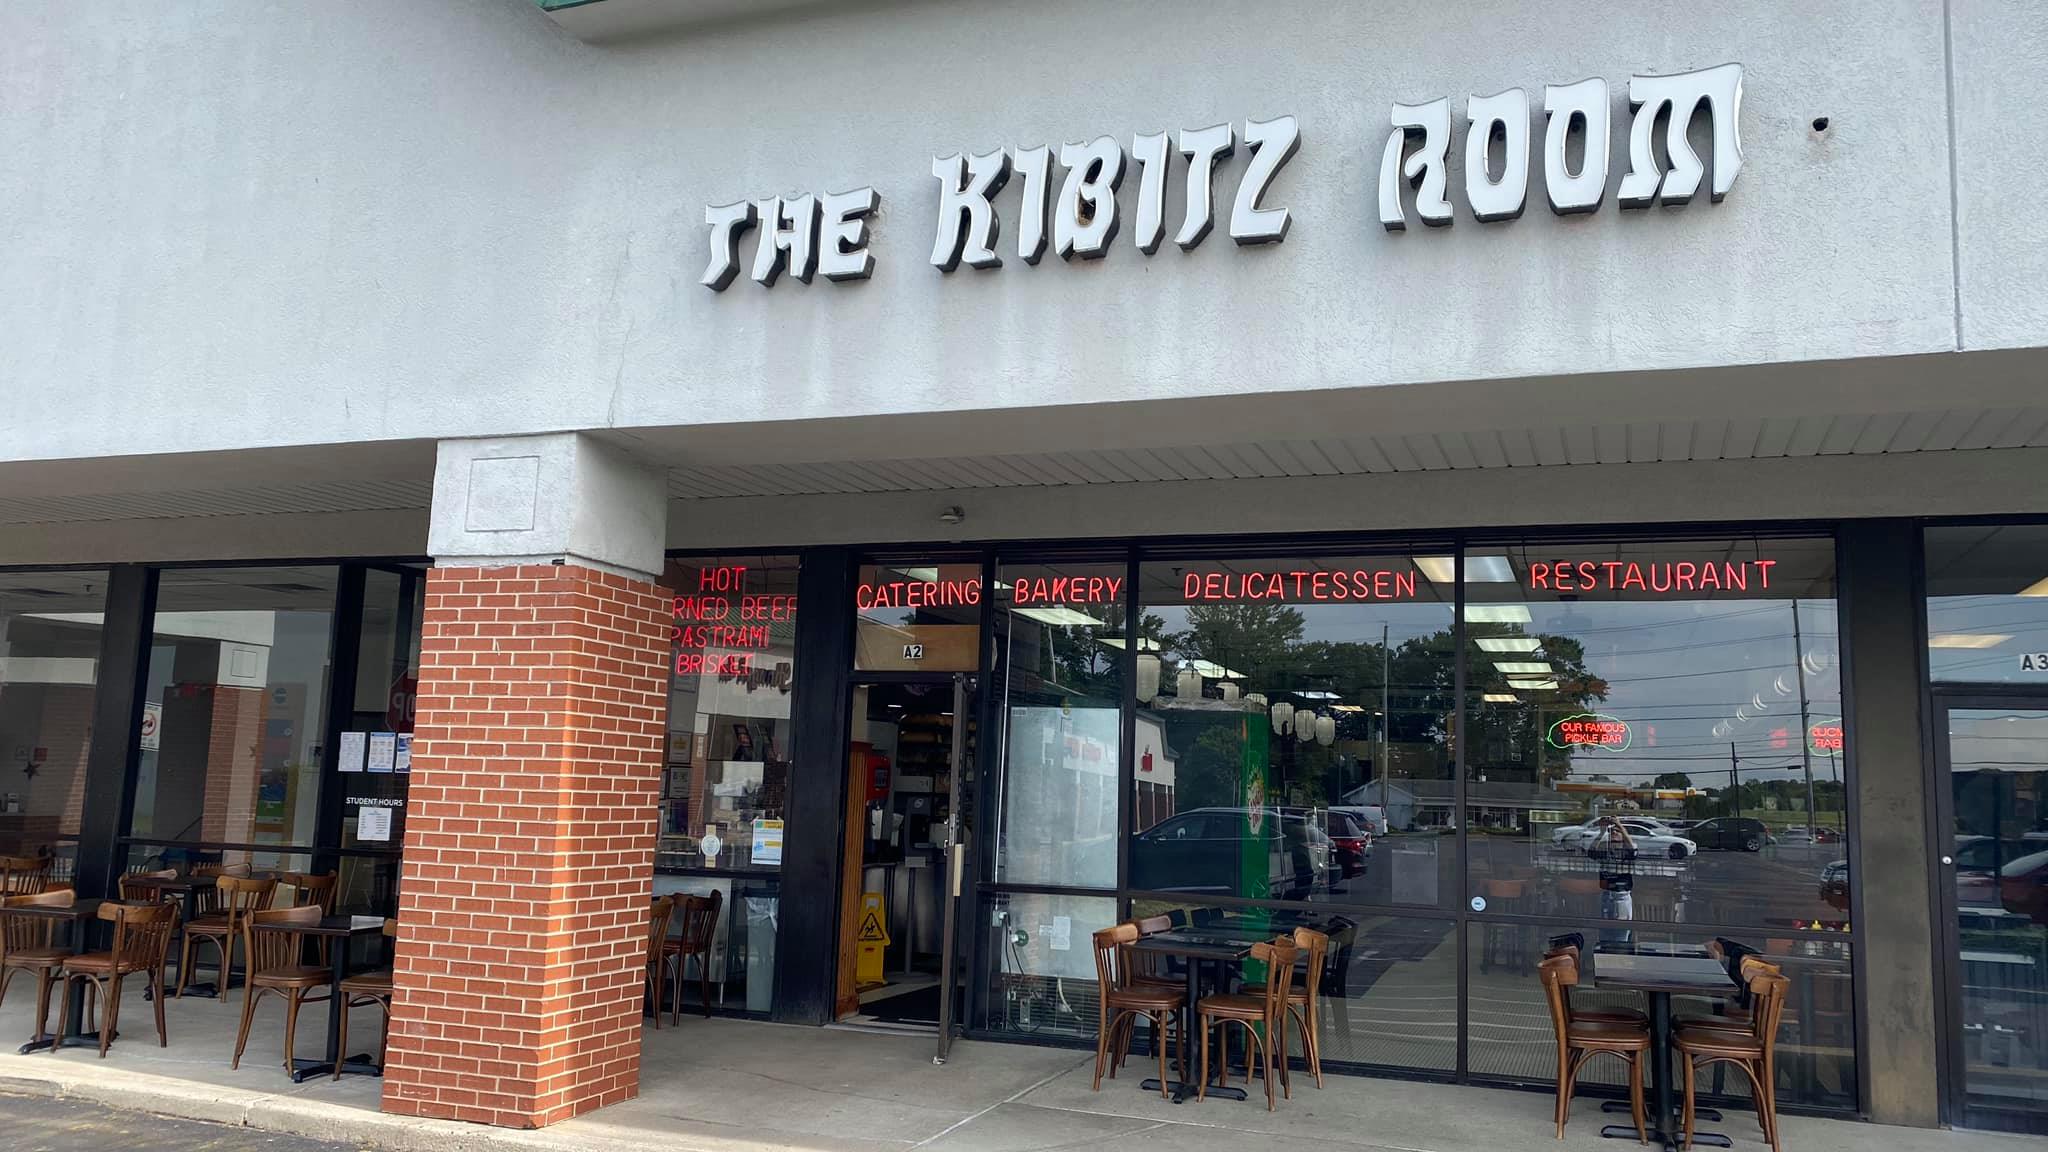 THE KIBITZ ROOM
HOT
RNED BEEF
PASTRAMI
BRISKET
CATERING
BAKERY
DELICATESSEN
RESTAURANT
A2
A3
OUR FAMOUS
PICKLE BAR
STUDENT HOURS